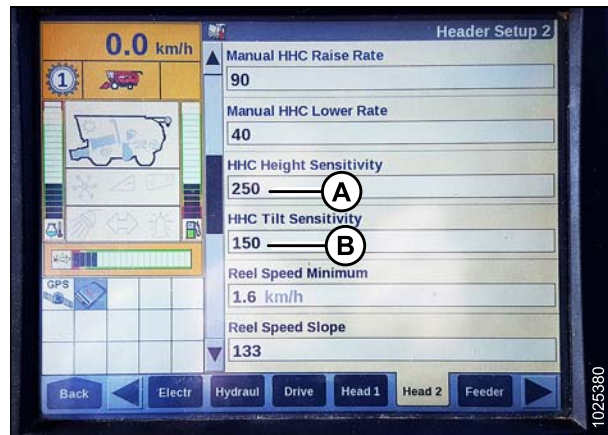 0.0 km/h
Header Setup 2
1
Manual HHC Raise Rate
90
Manual HHC Lower Rate
40
HHC Height Sensitivity
250
A
HHC Tilt Sensitivity
150
B
Reel Speed Minimum
1.6 km/h
Reel Speed Slope
133
GPS
Back
Electr
Hydraul
Drive
Head 1
Head 2
Feeder
1025380